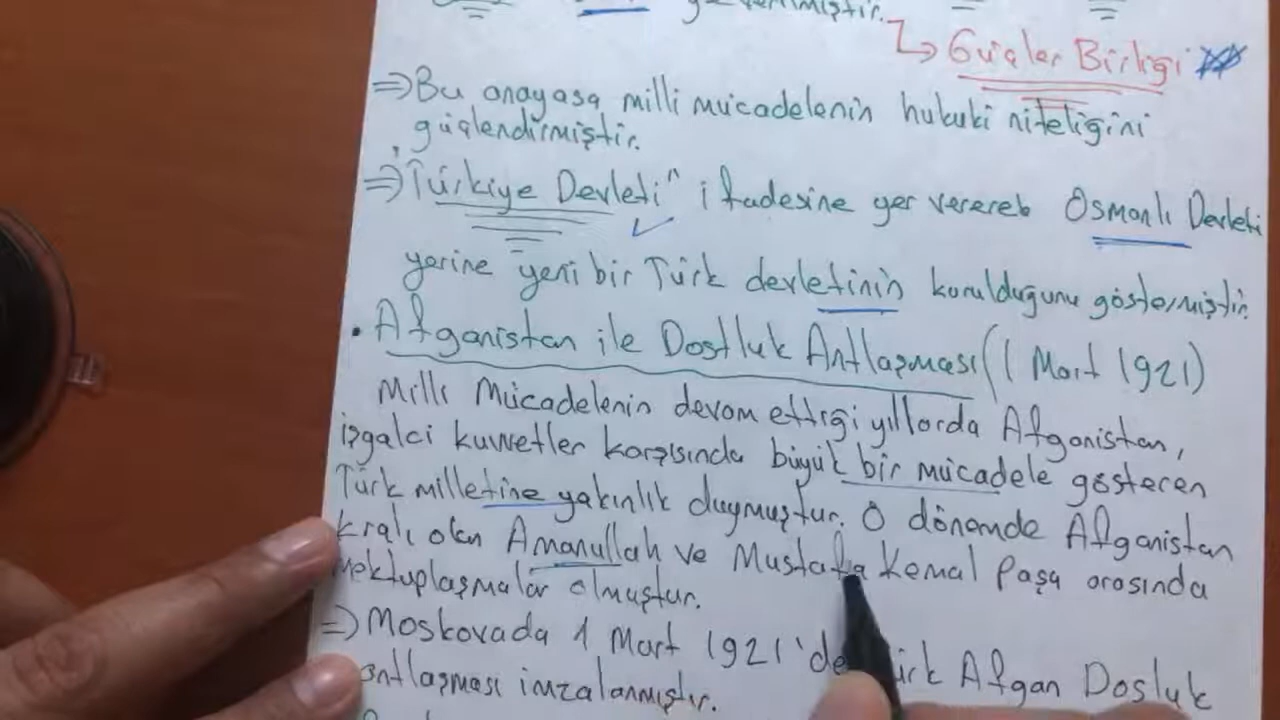 Güçler Birligi
⇒ Bu anayasa milli mücadelenin hukuki niteligini
güçlendirmiştir.
⇒ "Türkiye Devleti" ifadesine yer vererek Osmanlı Devleti
yerine yeni bir Türk devletinin kurulduğunu göstermiştir.
• Afganistan ile Dostluk Antlaşması (1 Mart 1921)
Milli Mücadelenin devam ettiği yıllarda Afganistan,
işgalci kuvvetler karşısında büyük bir mücadele gösteren
Türk milletine yakınlık duymuştur. O dönemde Afganistan
kralı olan Amanullah ve Mustafa Kemal Paşa arasında
mektuplaşmalar olmuştur.
⇒ Moskovada 1 Mart 1921'de Türk Afgan Dosluk
antlaşması imzalanmıştır.